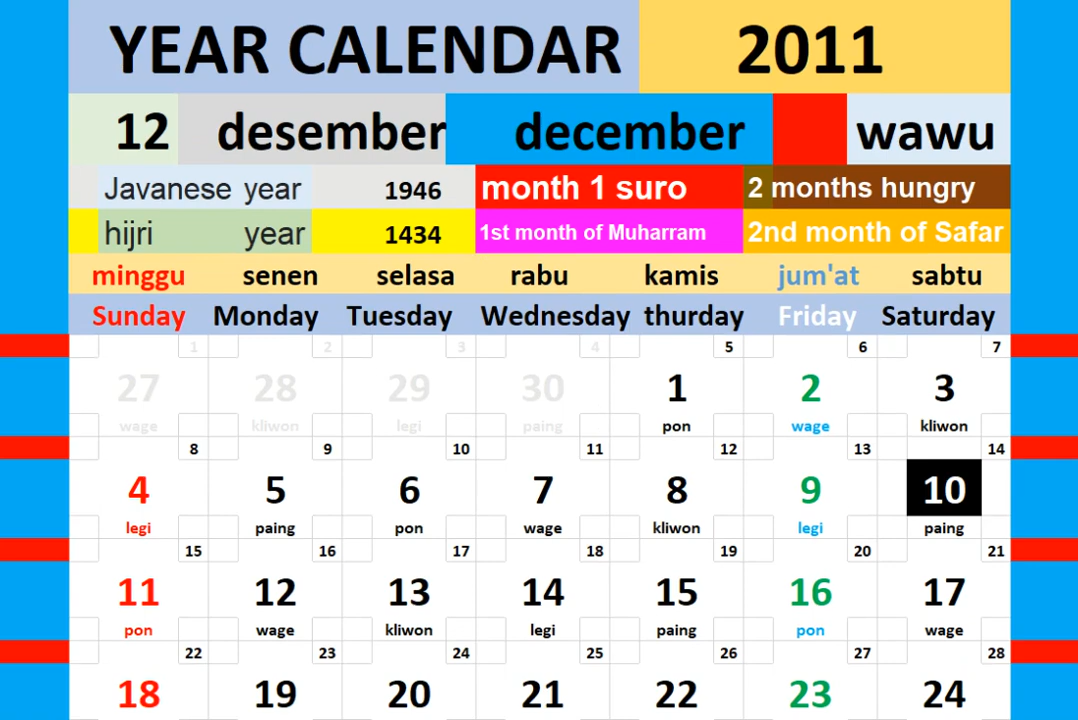 YEAR CALENDAR 2011
12 desember december wawu
Javanese year 1946 month 1 suro 2 months hungry
hijri year 1434 1st month of Muharram 2nd month of Safar
minggu senen selasa rabu kamis jum'at sabtu
Sunday Monday Tuesday Wednesday thurday Friday Saturday
1 2 3 4 5 6 7
27 28 29 30 1 2 3
wage kliwon legi paing pon wage kliwon
8 9 10 11 12 13 14
4 5 6 7 8 9 10
legi paing pon wage kliwon legi paing
15 16 17 18 19 20 21
11 12 13 14 15 16 17
pon wage kliwon legi paing pon wage
22 23 24 25 26 27 28
18 19 20 21 22 23 24